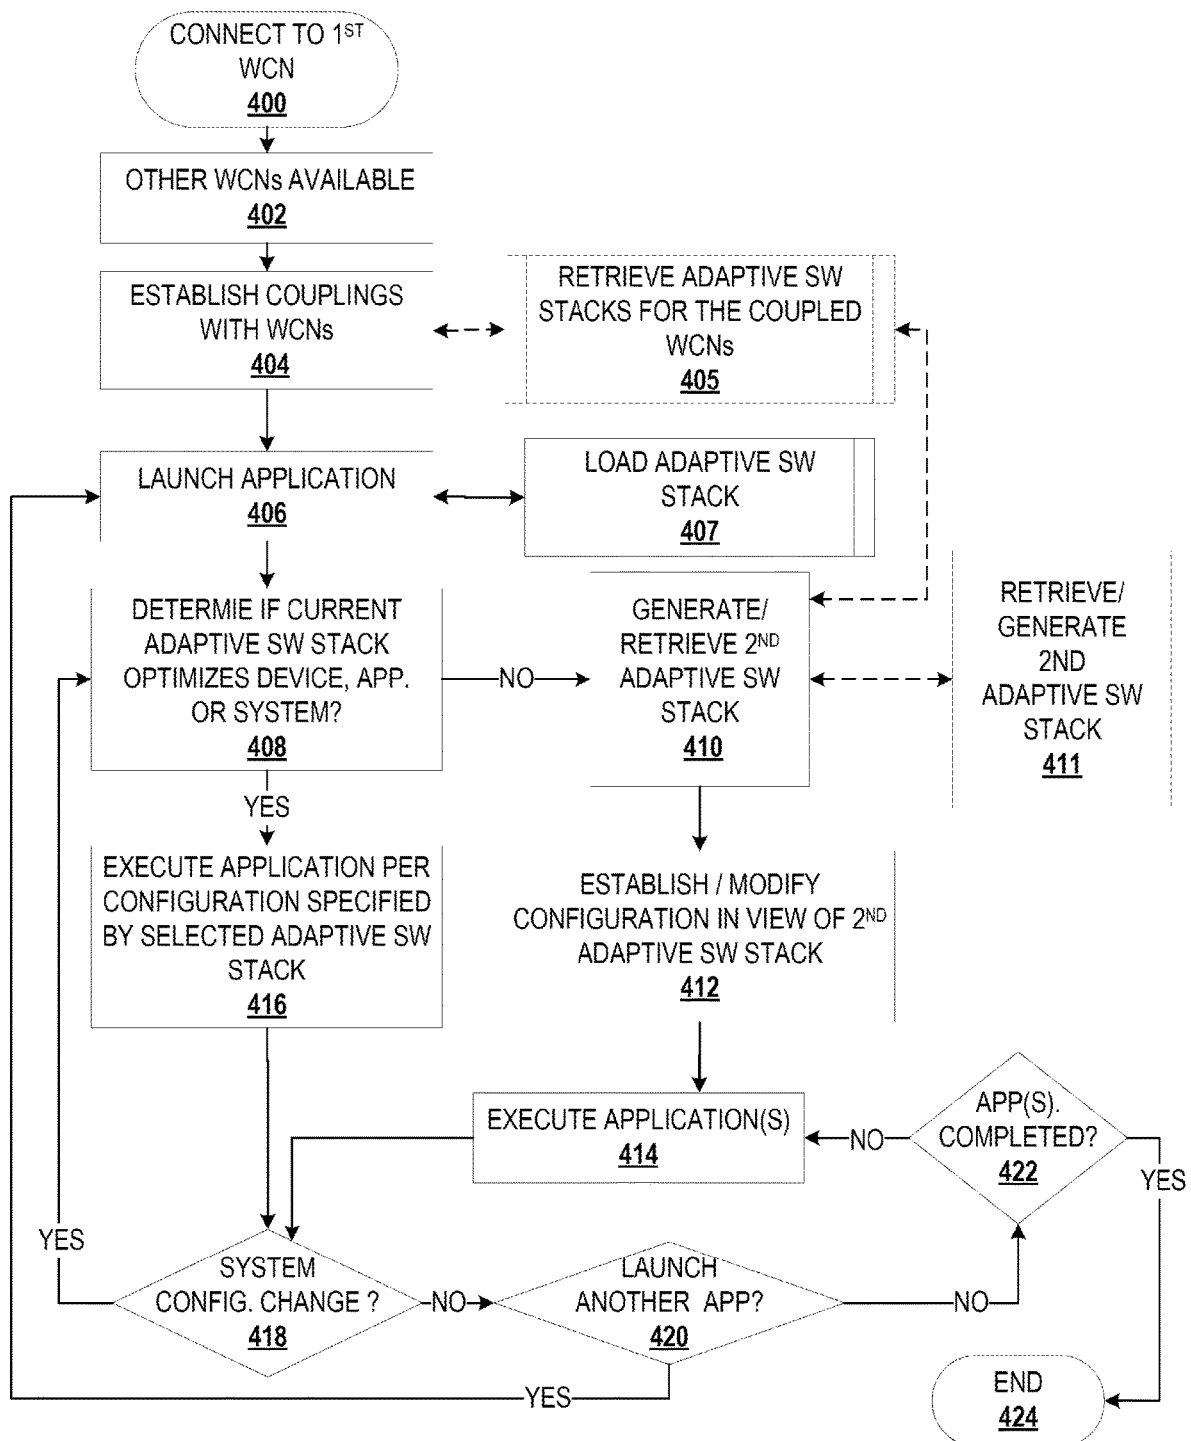 CONNECT TO 1ST
WCN
400
OTHER WCNs AVAILABLE
402
ESTABLISH COUPLINGS
WITH WCNs
404
RETRIEVE ADAPTIVE SW
STACKS FOR THE COUPLED
WCNs
405
LAUNCH APPLICATION
406
LOAD ADAPTIVE SW
STACK
407
DETERMIE IF CURRENT
ADAPTIVE SW STACK
OPTIMIZES DEVICE, APP.
OR SYSTEM?
408
NO
GENERATE/
RETRIEVE 2ND
ADAPTIVE SW
STACK
410
RETRIEVE/
GENERATE
2ND
ADAPTIVE SW
STACK
411
YES
EXECUTE APPLICATION PER
CONFIGURATION SPECIFIED
BY SELECTED ADAPTIVE SW
STACK
416
ESTABLISH / MODIFY
CONFIGURATION IN VIEW OF 2ND
ADAPTIVE SW STACK
412
EXECUTE APPLICATION(S)
414
NO
APP(S).
COMPLETED?
422
YES
YES
SYSTEM
CONFIG. CHANGE ?
418
NO
LAUNCH
ANOTHER APP?
420
NO
YES
END
424